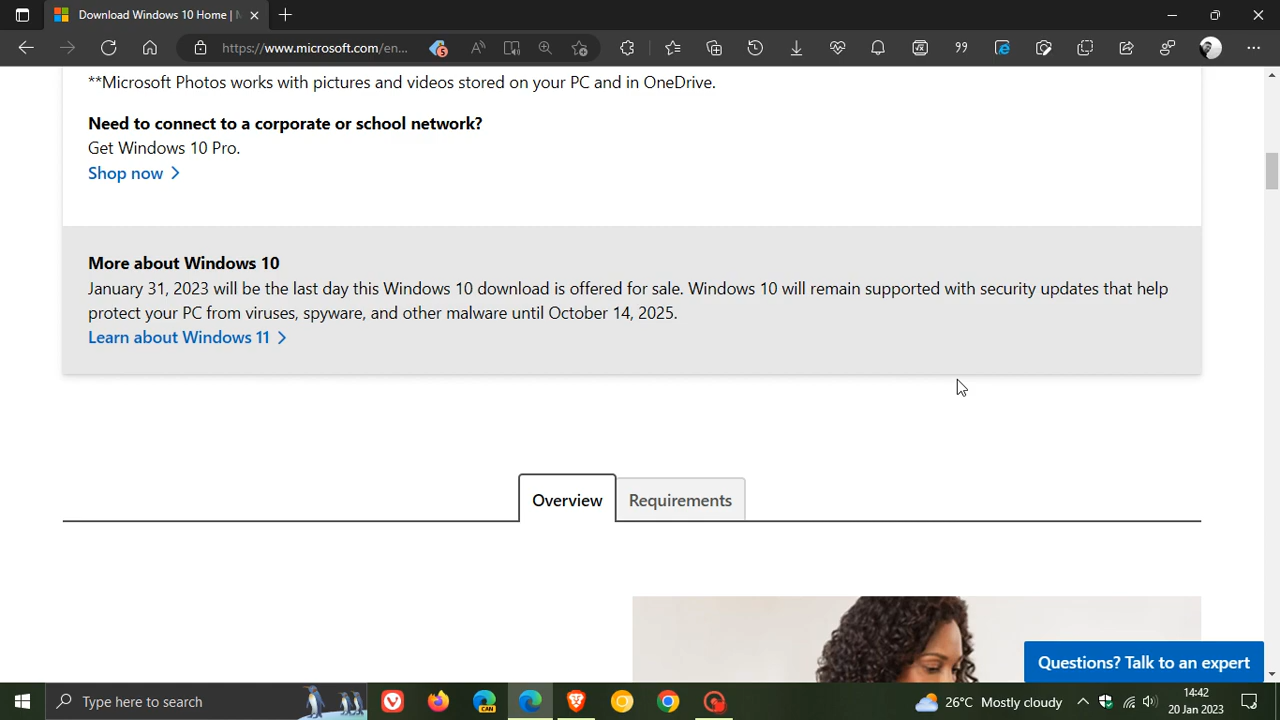 Download Windows 10 Home | M
https://www.microsoft.com/en...
5
**Microsoft Photos works with pictures and videos stored on your PC and in OneDrive.
Need to connect to a corporate or school network?
Get Windows 10 Pro.
Shop now
More about Windows 10
January 31, 2023 will be the last day this Windows 10 download is offered for sale. Windows 10 will remain supported with security updates that help
protect your PC from viruses, spyware, and other malware until October 14, 2025.
Learn about Windows 11
Overview
Requirements
Questions? Talk to an expert
Type here to search
CAN
26°C Mostly cloudy
14:42
20 Jan 2023